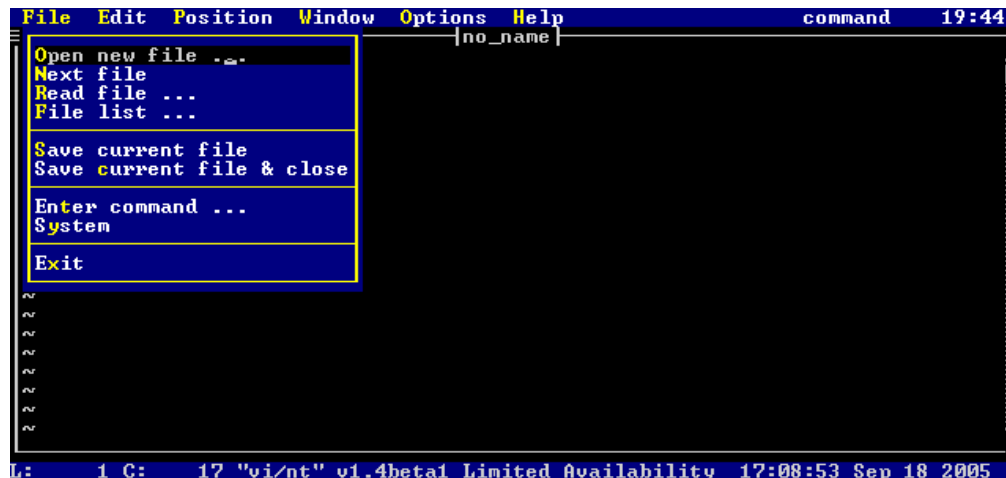 File Edit Position Window Options Help command 19:44
no_name
Open new file ...
Next file
Read file ...
File list ...
Save current file
Save current file & close
Enter command ...
System
Exit
~
~
~
~
~
~
~
~
L: 1 C: 17 "vi/nt" v1.4beta1 Limited Availability 17:08:53 Sep 18 2005